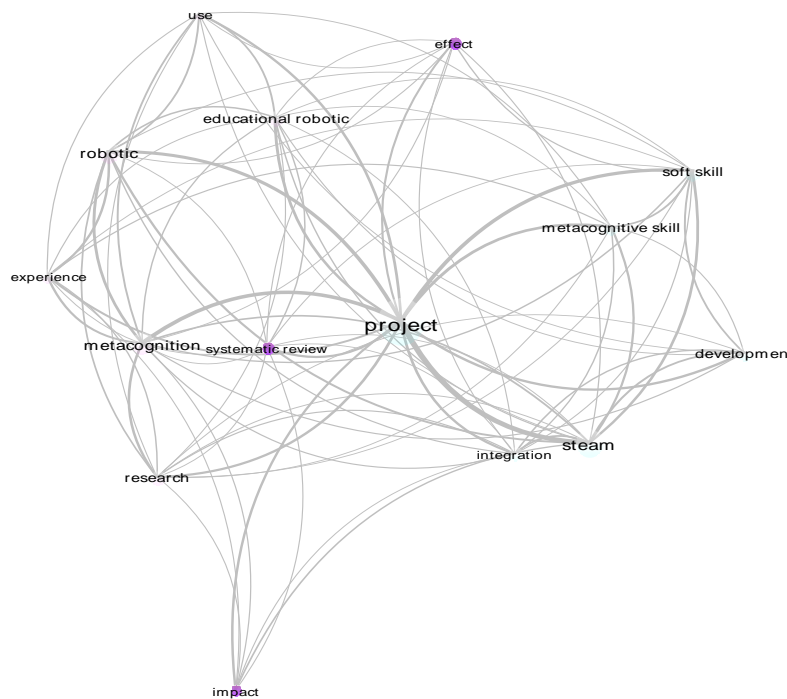 use
effect
educational robotic
robotic
soft skill
metacognitive skill
experience
project
metacognition
systematic review
developmen
steam
integration
research
impact